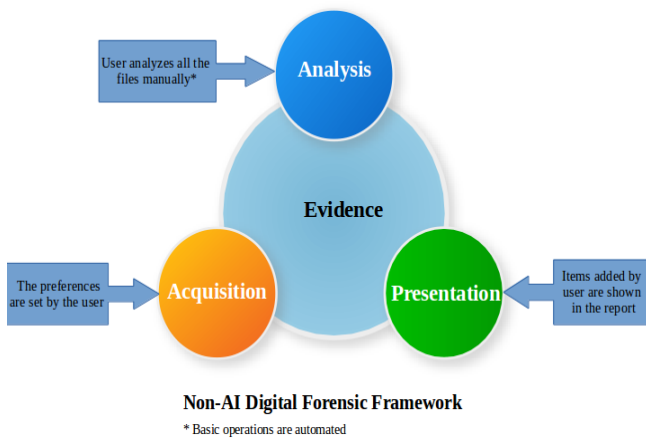 User analyzes all the
files manually*
Analysis
Evidence
The preferences
are set by the user
Acquisition
Presentation
Items added by
user are shown
in the report
Non-AI Digital Forensic Framework
* Basic operations are automated